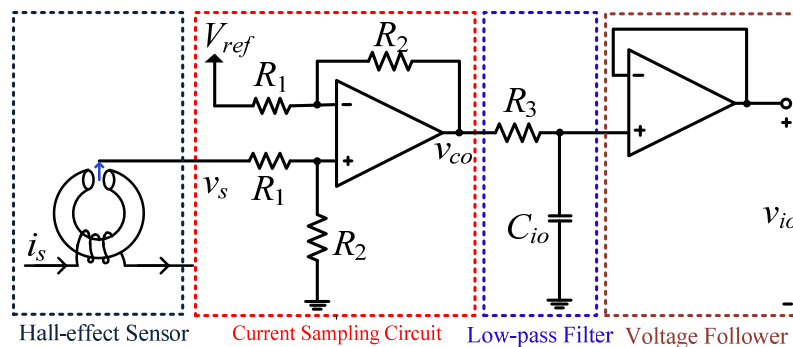 V_ref
R_2
R_1
R_3
v_s
R_1
v_co
R_2
C_io
i_s
v_io
+
-
Hall-effect Sensor
Current Sampling Circuit
Low-pass Filter
Voltage Follower